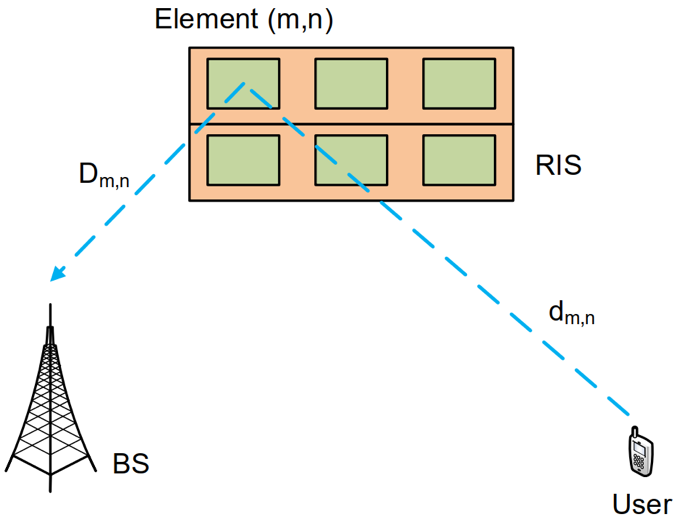 Element (m,n)
RIS
Dm,n
dm,n
BS
User